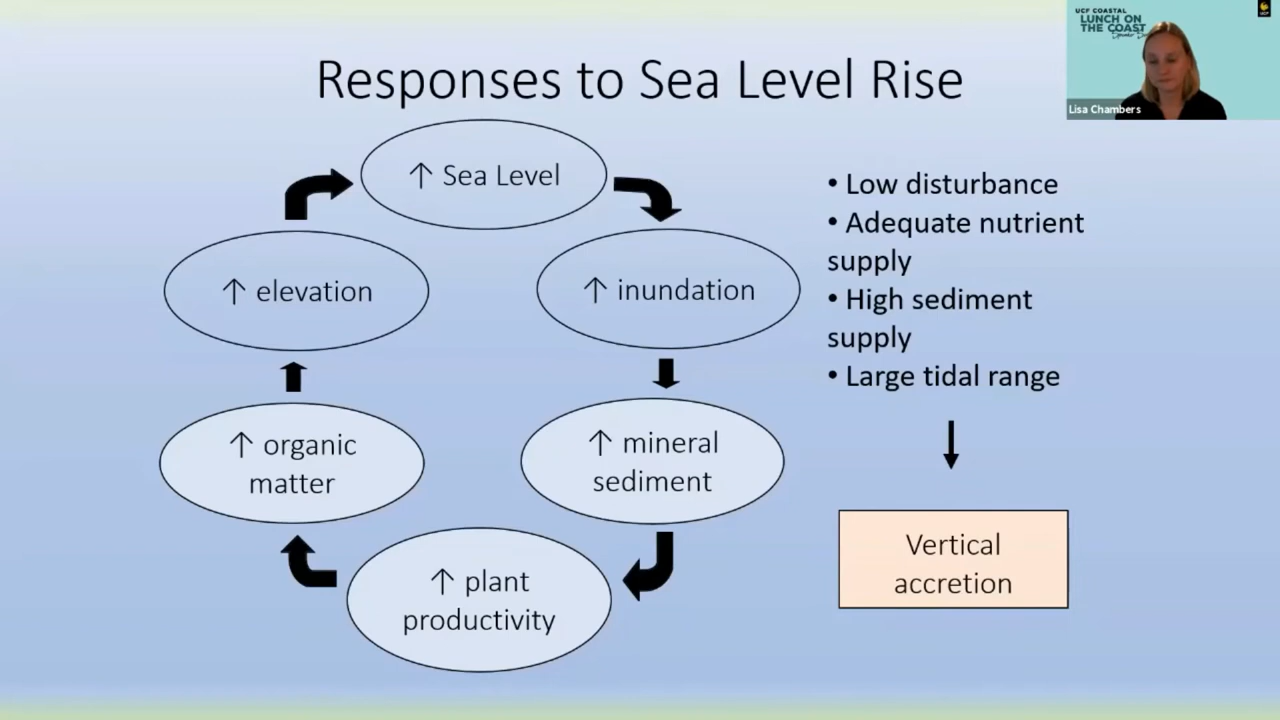 UCF COASTAL
LUNCH ON
THE COAST
Lisa Chambers
Responses to Sea Level Rise
↑ Sea Level
↑ inundation
↑ mineral
sediment
↑ plant
productivity
↑ organic
matter
↑ elevation
• Low disturbance
• Adequate nutrient
supply
• High sediment
supply
• Large tidal range
Vertical
accretion